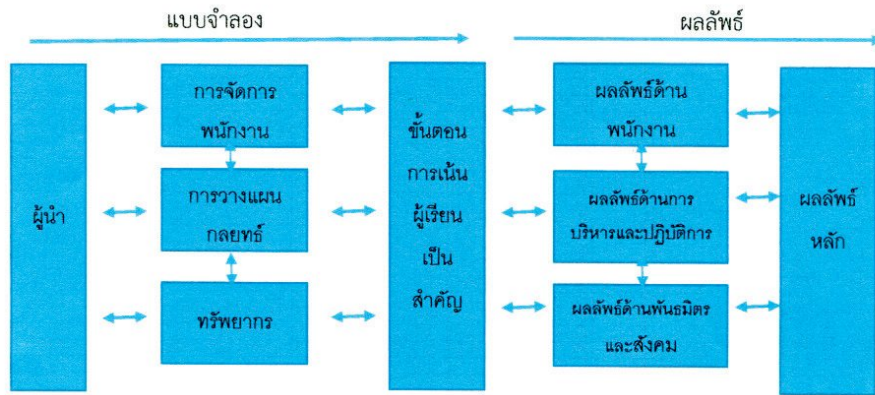 แบบจำลอง
ผลลัพธ์
ผู้นำ
การจัดการ
พนักงาน
การวางแผน
กลยทธ์
ทรัพยากร
ขั้นตอน
การเน้น
ผู้เรียน
เป็น
สำคัญ
ผลลัพธ์ด้าน
พนักงาน
ผลลัพธ์ด้านการ
บริหารและปฏิบัติการ
ผลลัพธ์ด้านพันธมิตร
และสังคม
ผลลัพธ์
หลัก